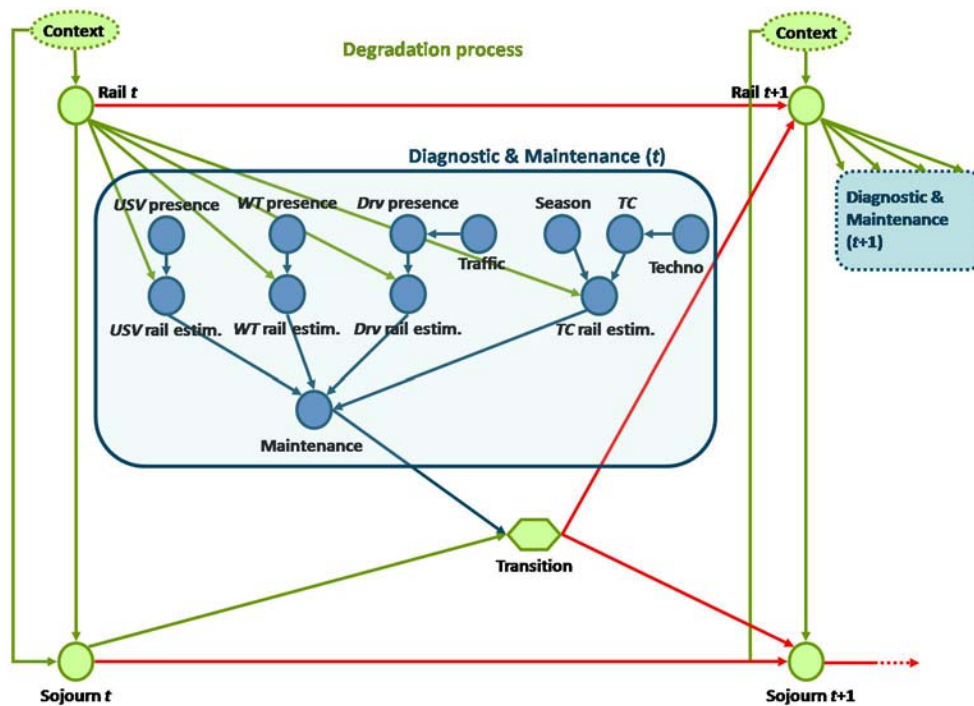 Context
Context
Degradation process
Rail t
Rail t+1
Diagnostic & Maintenance (t)
USV presence
WT presence
Drv presence
Season
TC
Traffic
Techno
Diagnostic &
Maintenance
(t+1)
USV rail estim.
WT rail estim.
Drv rail estim.
TC rail estim.
Maintenance
Transition
Sojourn t
Sojourn t+1